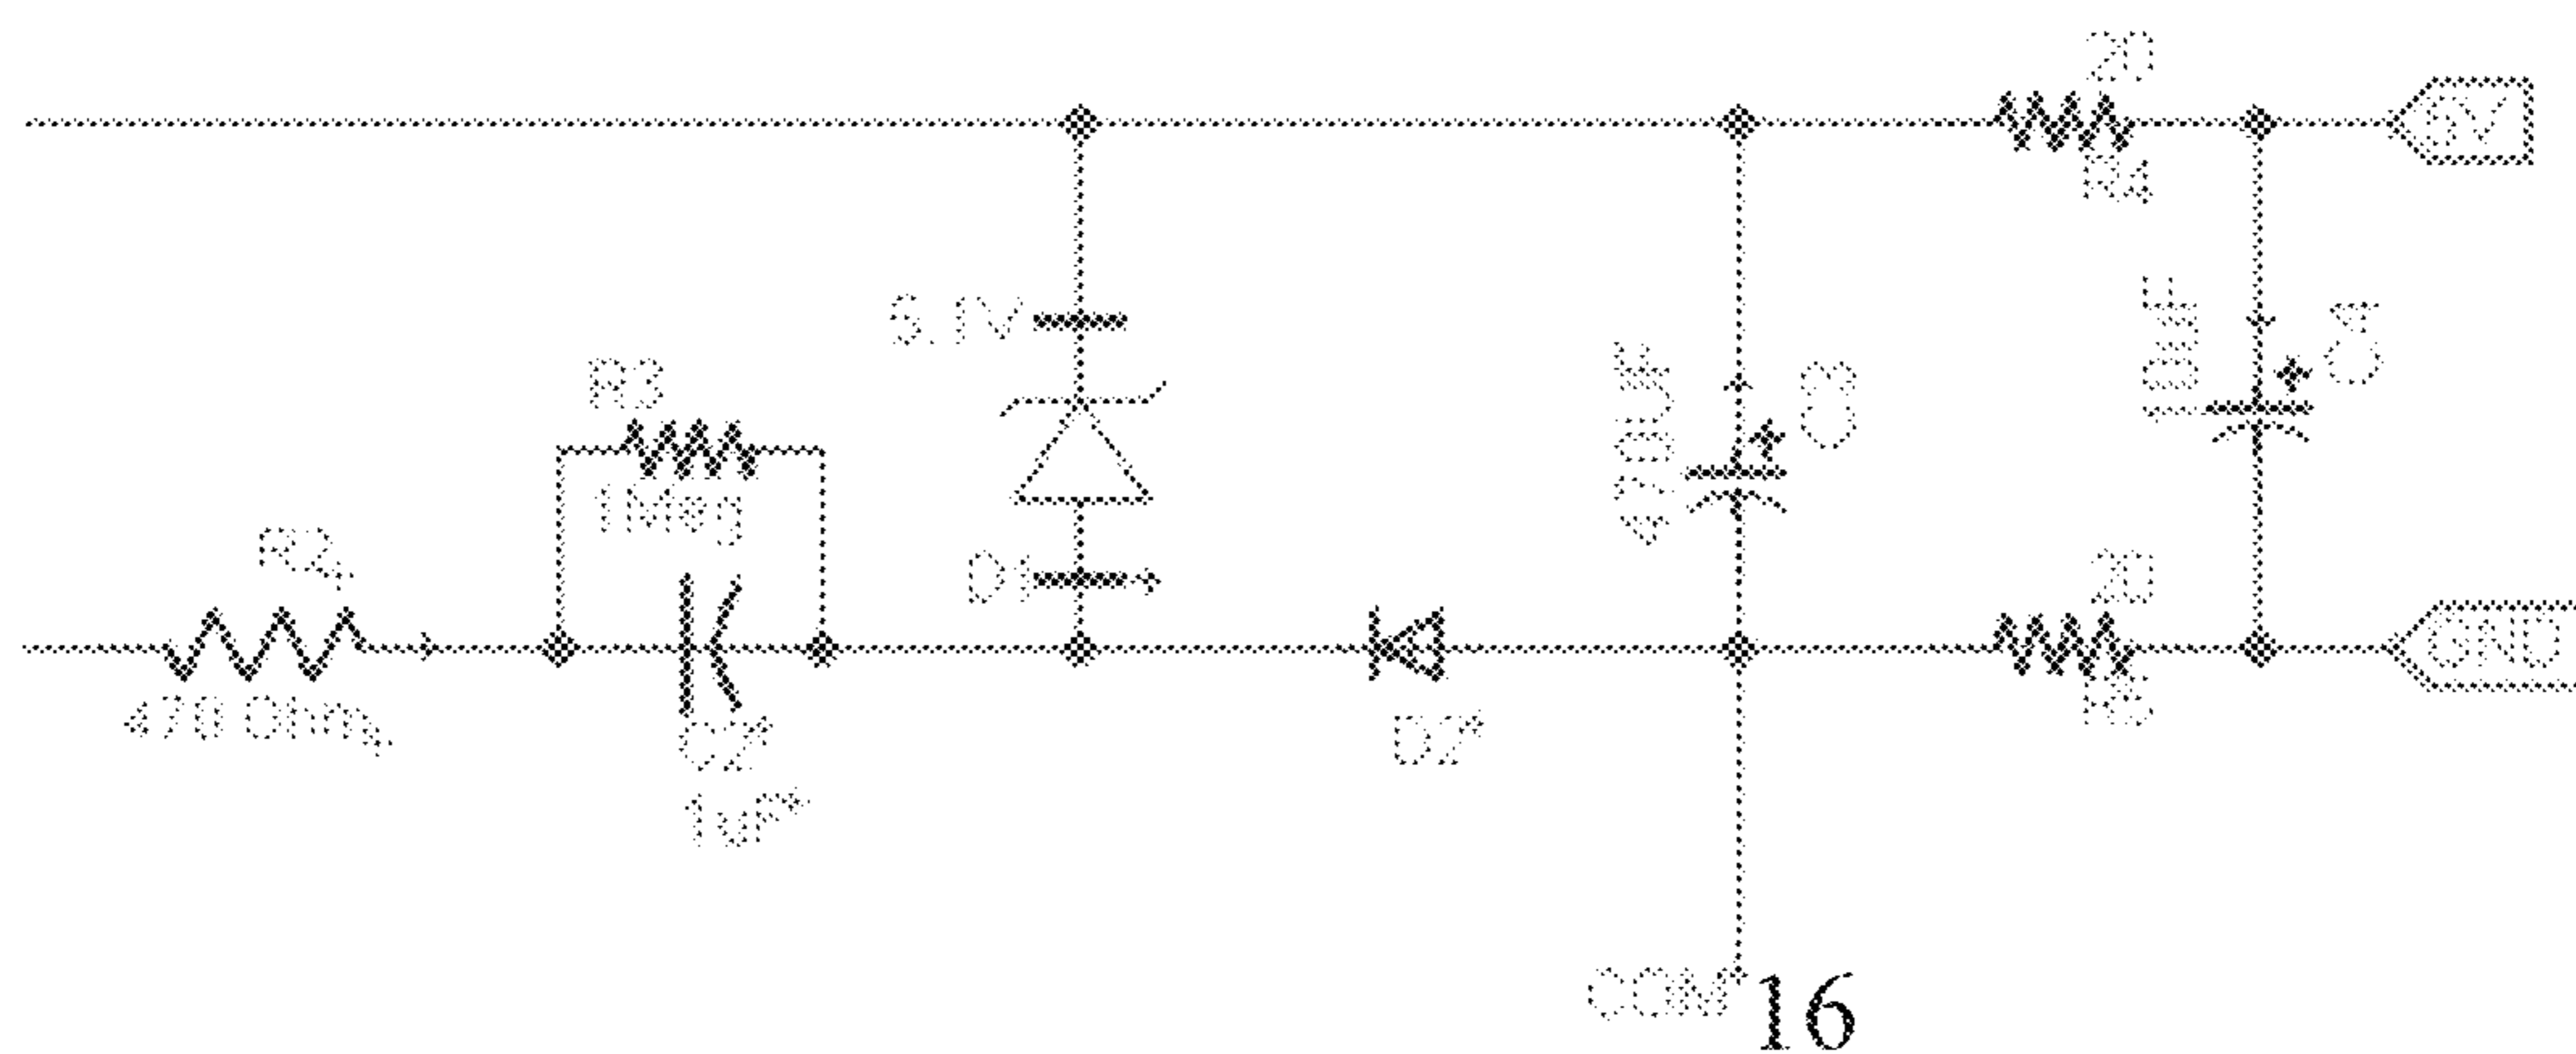 20
5V
R4
5.1V
10uF
C4
R3
470uF
C3
1Meg
R2
D1
20
GND
470 Ohm
R5
C2
D2
1uF
COM
16